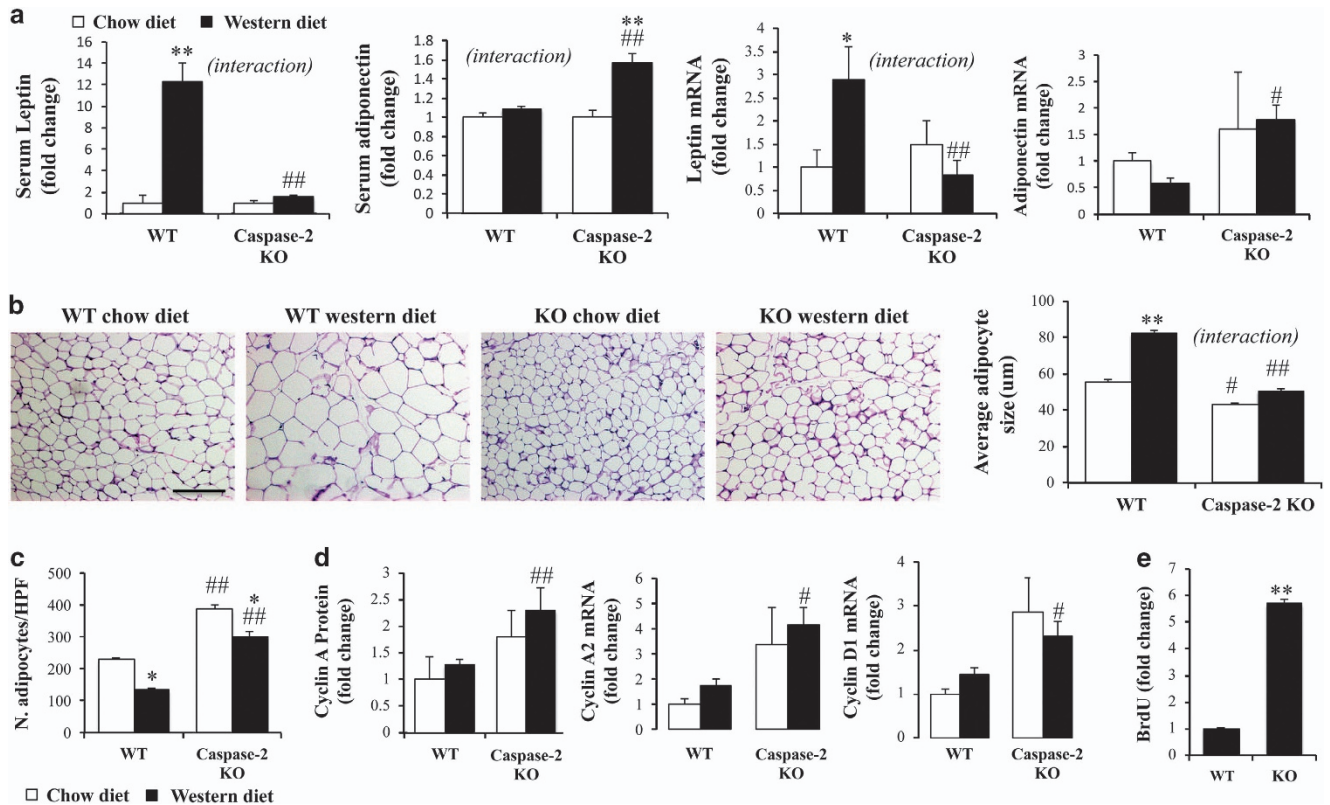 a
Chow diet Western diet
Serum Leptin
(fold change)
16
14
12
10
8
6
4
2
0
**
(interaction)
##
WT Caspase-2
KO
Serum adiponectin
(fold change)
1.8
1.6
1.4
1.2
1
0.8
0.6
0.4
0.2
0
(interaction)
**
##
WT Caspase-2
KO
Leptin mRNA
(fold change)
4
3.5
3
2.5
2
1.5
1
0.5
0
*
(interaction)
##
WT Caspase-2
KO
Adiponectin mRNA
(fold change)
3
2.5
2
1.5
1
0.5
0
#
WT Caspase-2
KO
b
WT chow diet WT western diet KO chow diet KO western diet
Average adipocyte
size (um)
100
80
60
40
20
0
**
(interaction)
#
##
WT Caspase-2 KO
c
N. adipocytes/HPF
500
400
300
200
100
0
*
##
*
##
WT Caspase-2
KO
Chow diet Western diet
d
Cyclin A Protein
(fold change)
3
2.5
2
1.5
1
0.5
0
##
WT Caspase-2
KO
Cyclin A2 mRNA
(fold change)
6
5
4
3
2
1
0
#
WT Caspase-2
KO
Cyclin D1 mRNA
(fold change)
4
3
2
1
0
#
WT Caspase-2
KO
e
BrdU (fold change)
7
6
5
4
3
2
1
0
**
WT KO